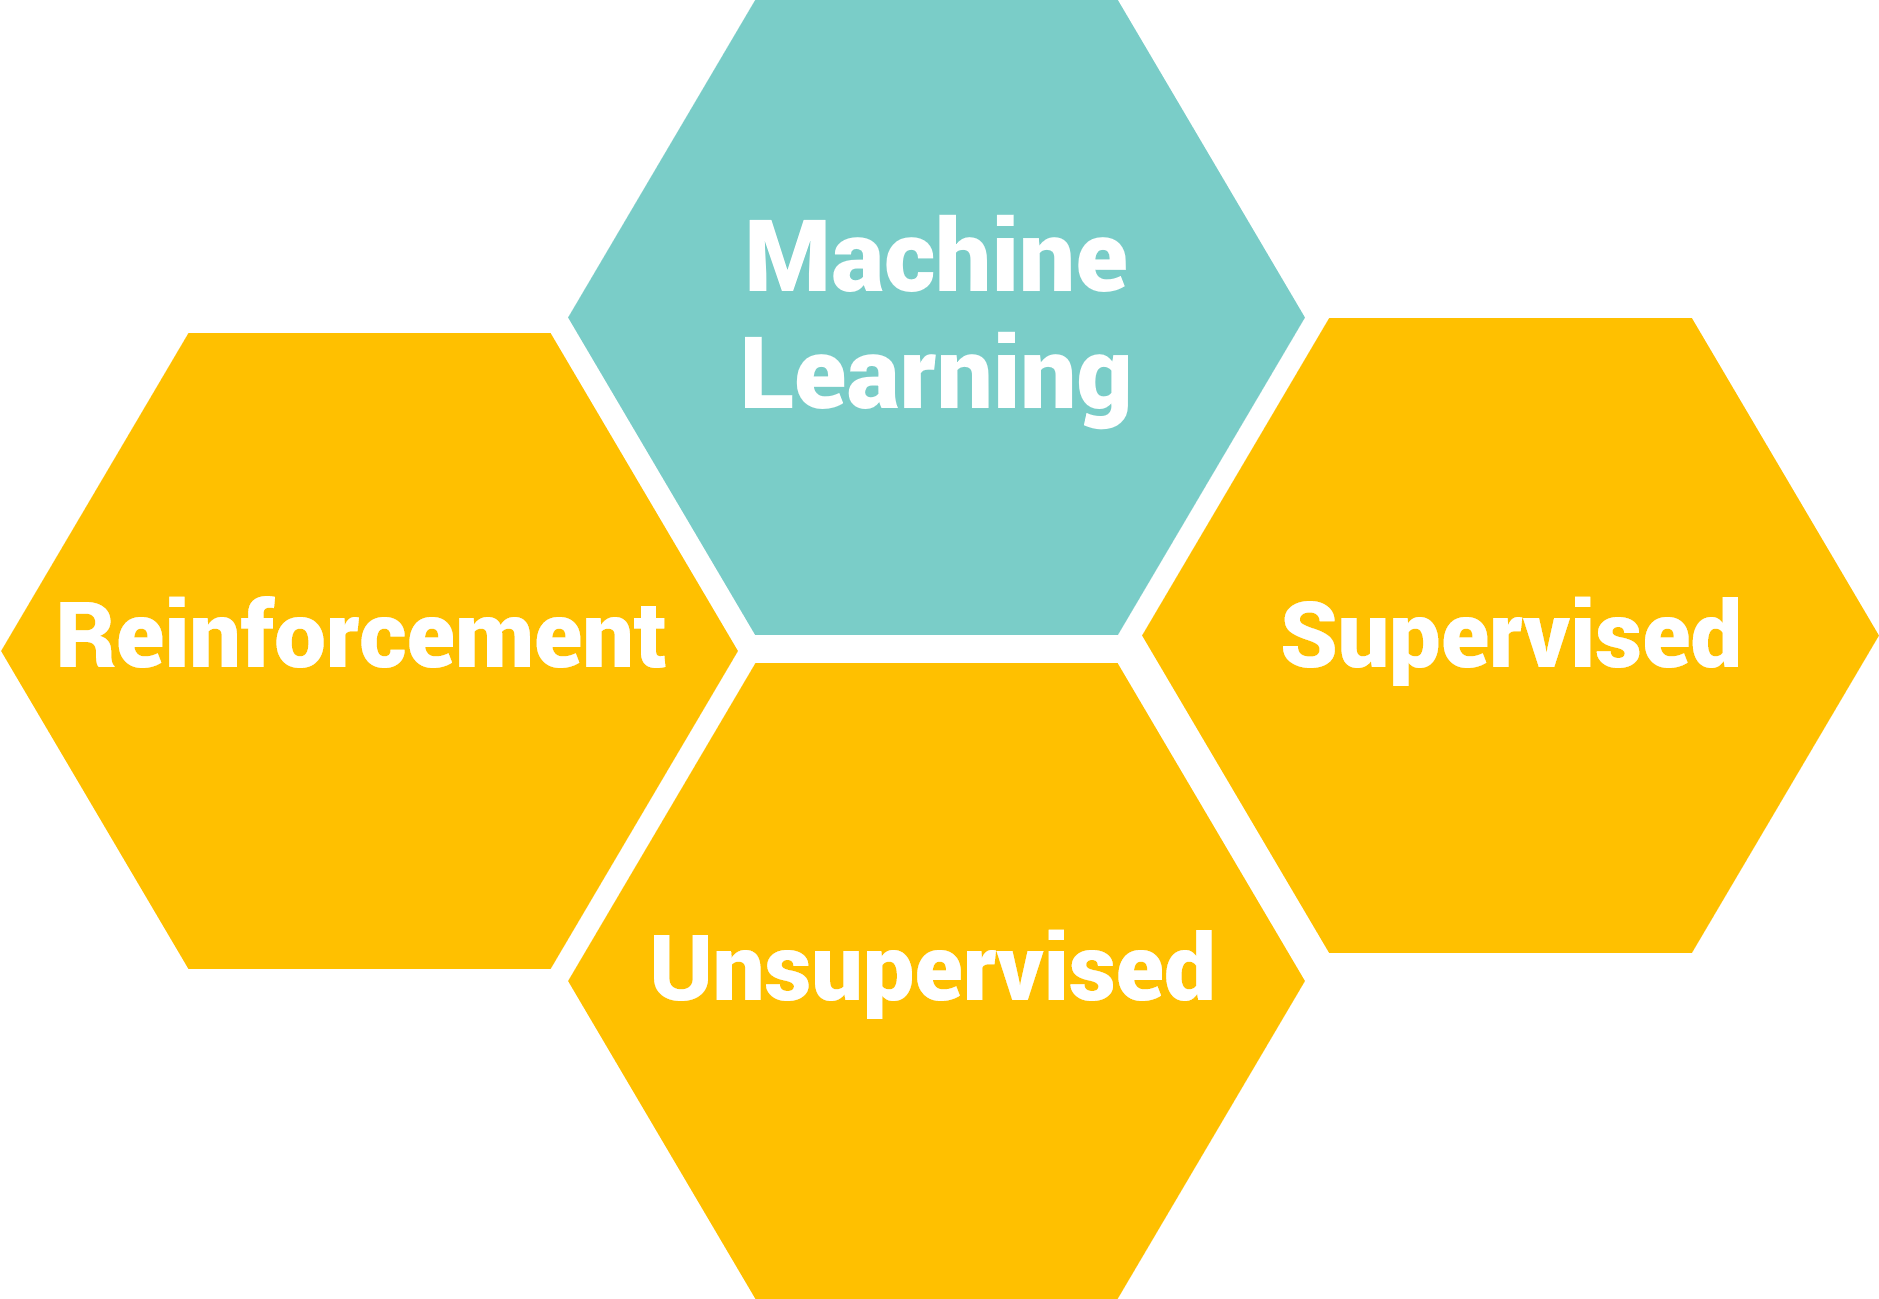 Machine
Learning
Reinforcement
Supervised
Unsupervised